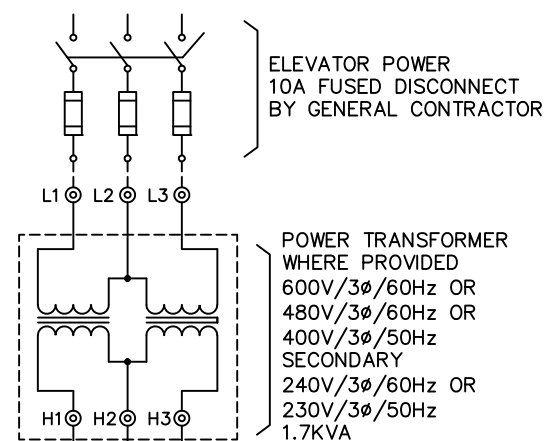 ELEVATOR POWER
10A FUSED DISCONNECT
BY GENERAL CONTRACTOR
L1 L2 L3
POWER TRANSFORMER
WHERE PROVIDED
600V/3ø/60Hz OR
480V/3ø/60Hz OR
400V/3ø/50Hz
SECONDARY
240V/3ø/60Hz OR
230V/3ø/50Hz
1.7KVA
H1 H2 H3